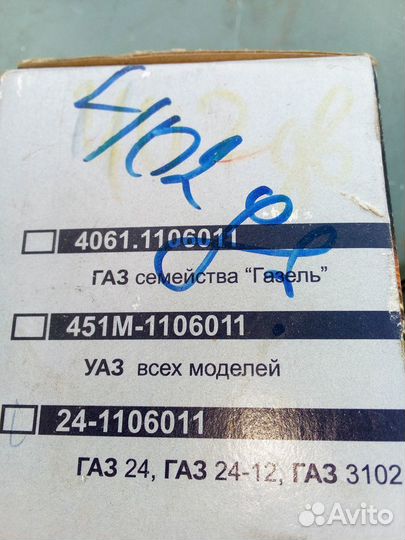 402 дв
4061.1106011
ГАЗ семейства "Газель"
451М-1106011
УАЗ всех моделей
24-1106011
ГАЗ 24, ГАЗ 24-12, ГАЗ 3102
Avito